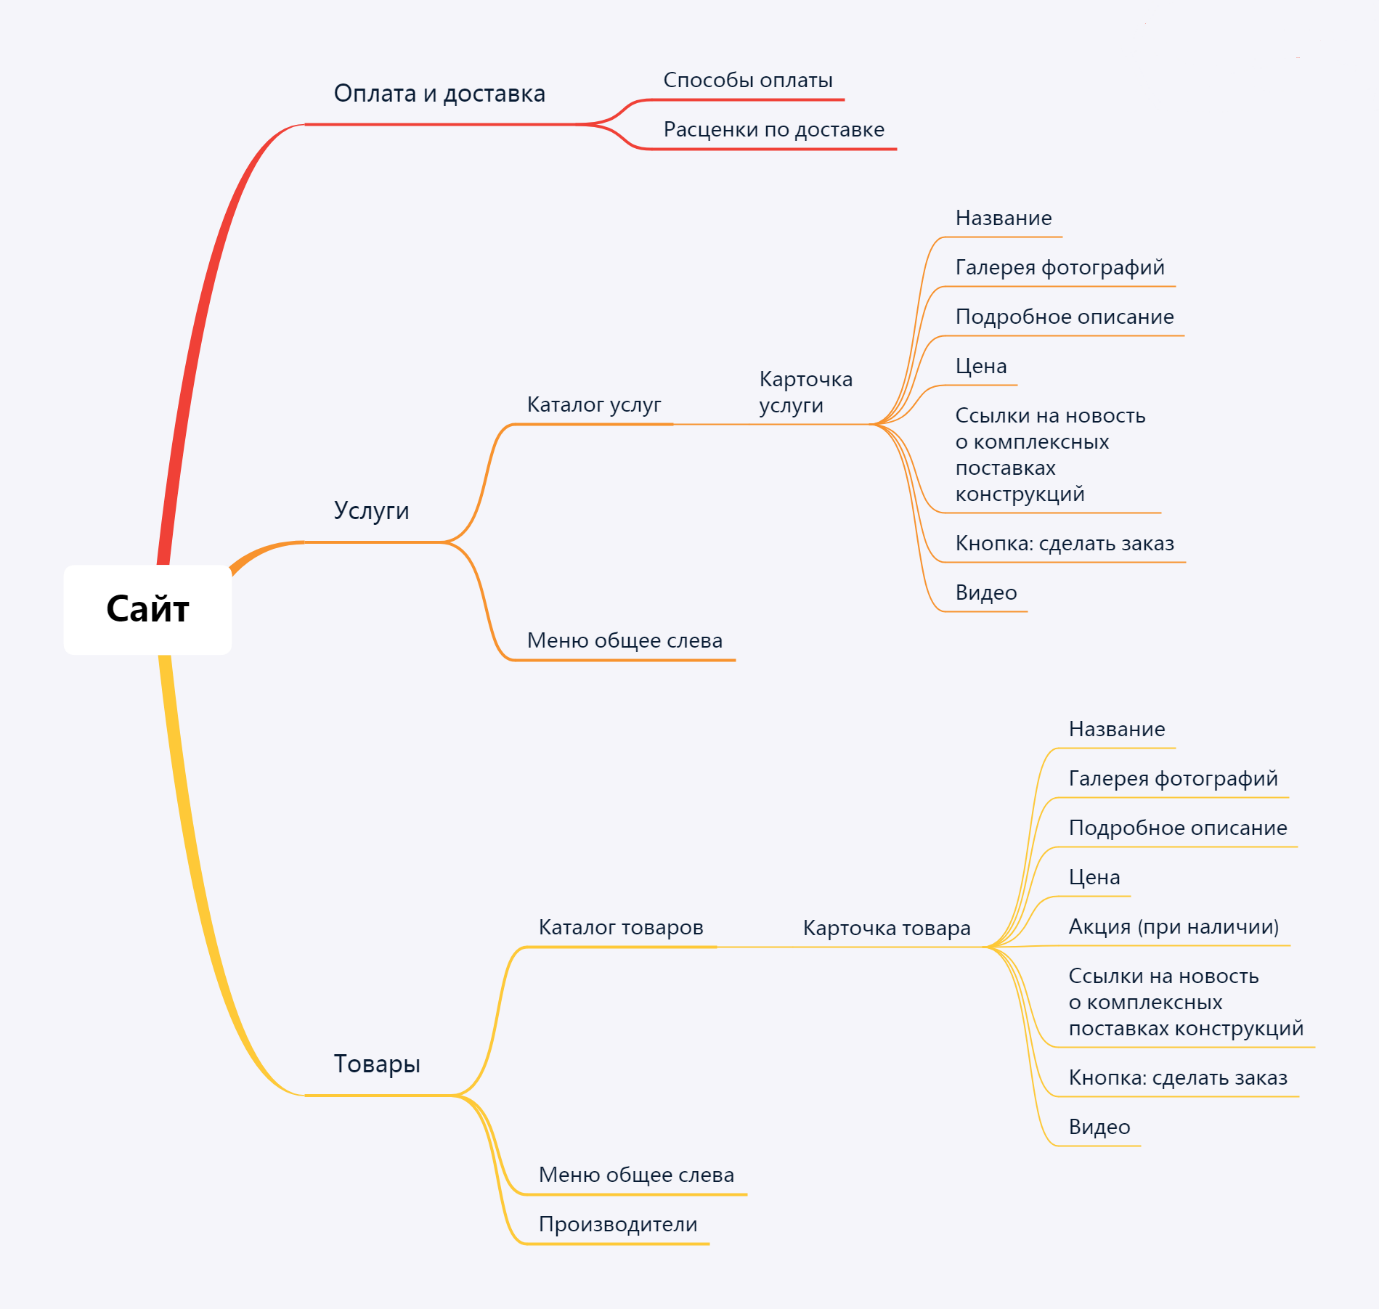 Сайт
Оплата и доставка
Способы оплаты
Расценки по доставке
Услуги
Каталог услуг
Карточка
услуги
Название
Галерея фотографий
Подробное описание
Цена
Ссылки на новость
о комплексных
поставках
конструкций
Кнопка: сделать заказ
Видео
Меню общее слева
Товары
Каталог товаров
Карточка товара
Название
Галерея фотографий
Подробное описание
Цена
Акция (при наличии)
Ссылки на новость
о комплексных
поставках конструкций
Кнопка: сделать заказ
Видео
Меню общее слева
Производители